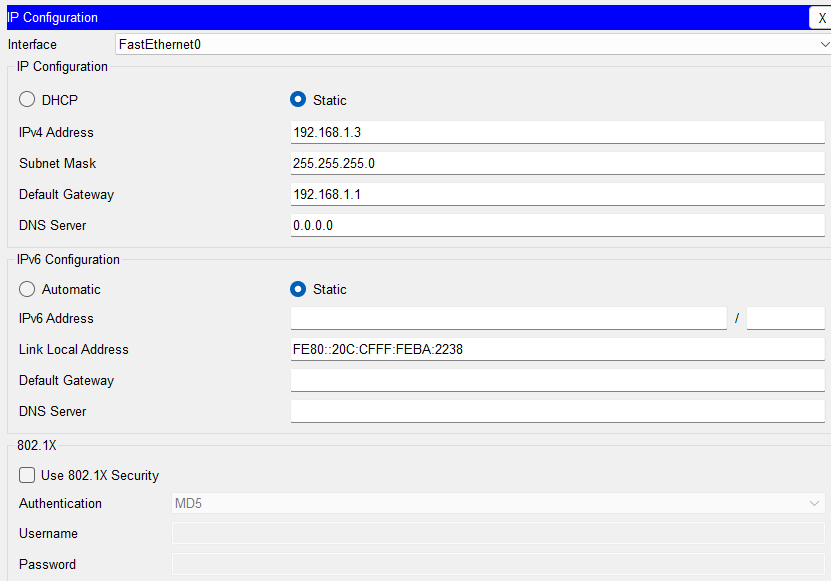 IP Configuration X
Interface FastEthernet0
IP Configuration
DHCP Static
IPv4 Address 192.168.1.3
Subnet Mask 255.255.255.0
Default Gateway 192.168.1.1
DNS Server 0.0.0.0
IPv6 Configuration
Automatic Static
IPv6 Address /
Link Local Address FE80::20C:CFFF:FEBA:2238
Default Gateway
DNS Server
802.1X
Use 802.1X Security
Authentication MD5
Username
Password